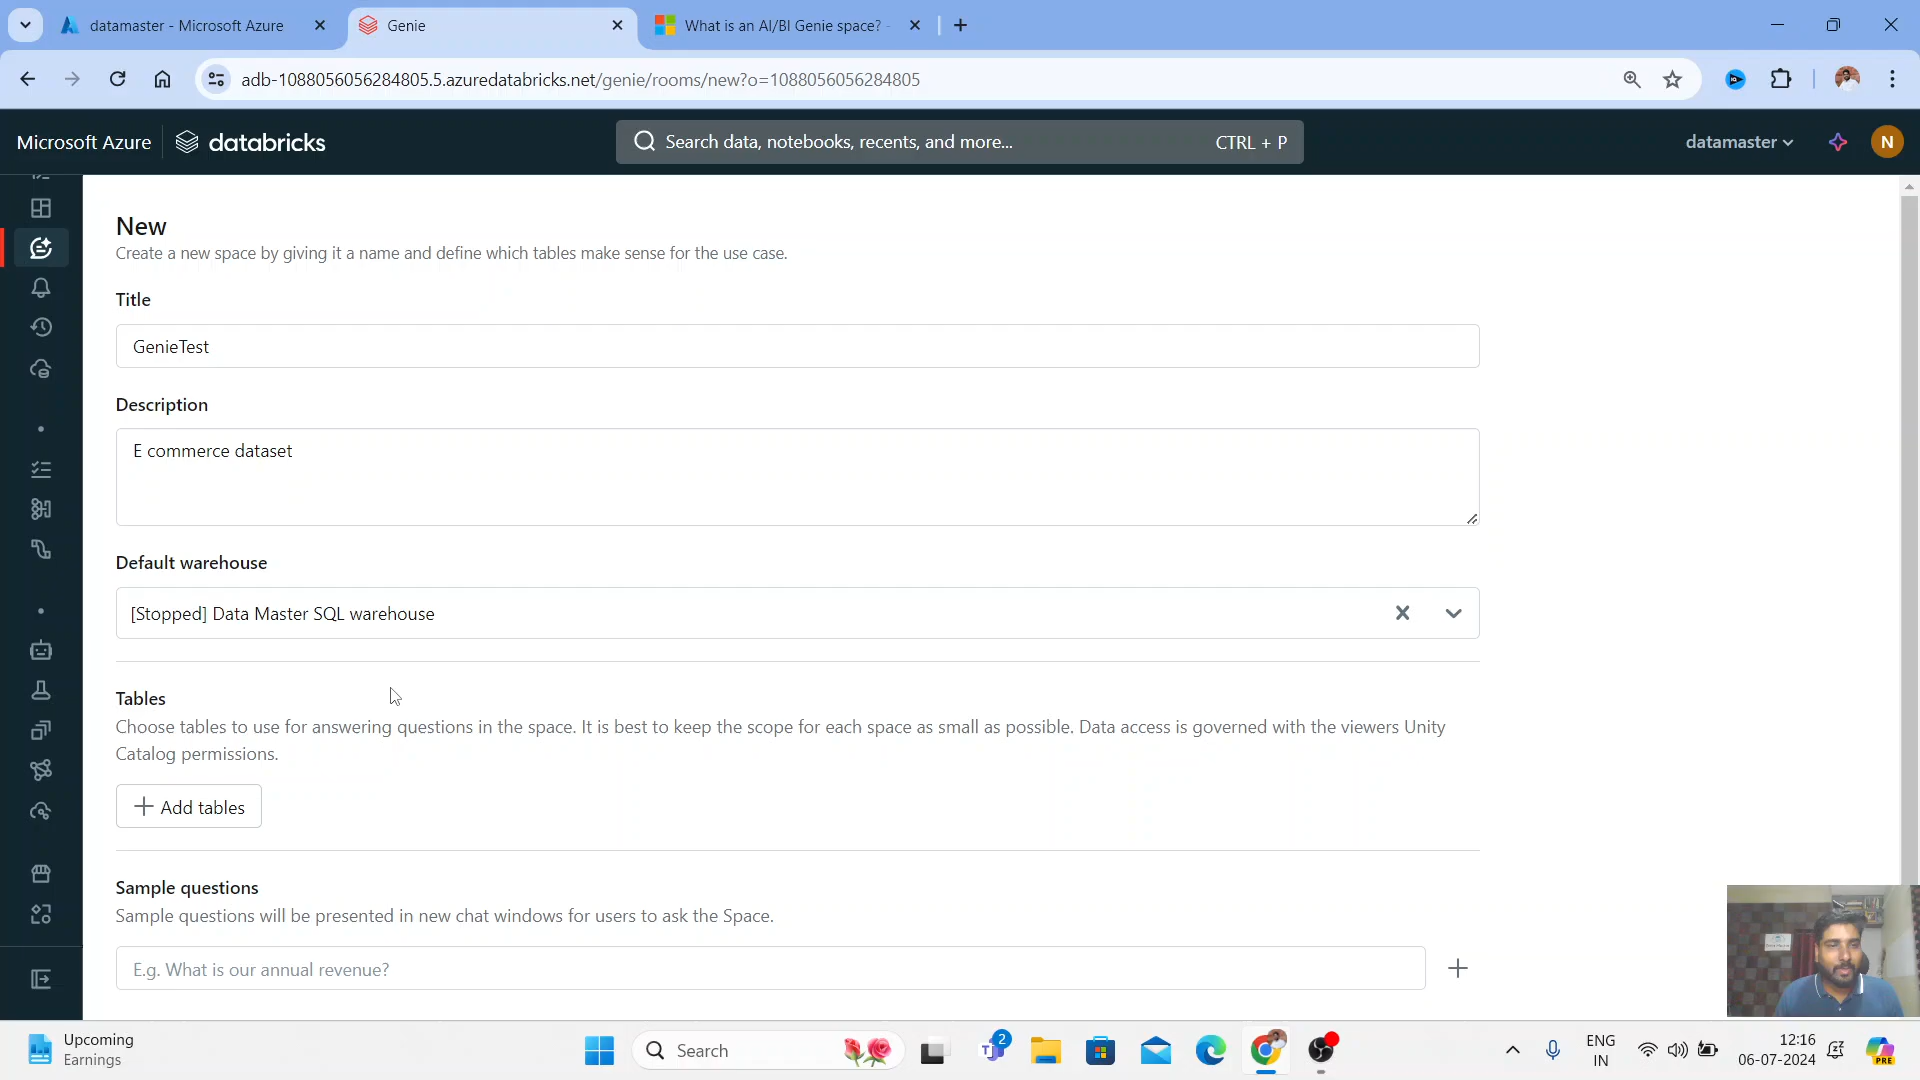 datamaster - Microsoft Azure
Genie
What is an AI/BI Genie space? -
adb-1088056056284805.5.azuredatabricks.net/genie/rooms/new?o=1088056056284805
Microsoft Azure
databricks
Search data, notebooks, recents, and more...
CTRL + P
datamaster
N
New
Create a new space by giving it a name and define which tables make sense for the use case.
Title
GenieTest
Description
E commerce dataset
Default warehouse
[Stopped] Data Master SQL warehouse
Tables
Choose tables to use for answering questions in the space. It is best to keep the scope for each space as small as possible. Data access is governed with the viewers Unity
Catalog permissions.
Add tables
Sample questions
Sample questions will be presented in new chat windows for users to ask the Space.
E.g. What is our annual revenue?
Upcoming
Earnings
Search
2
ENG
IN
12:16
06-07-2024
PRE